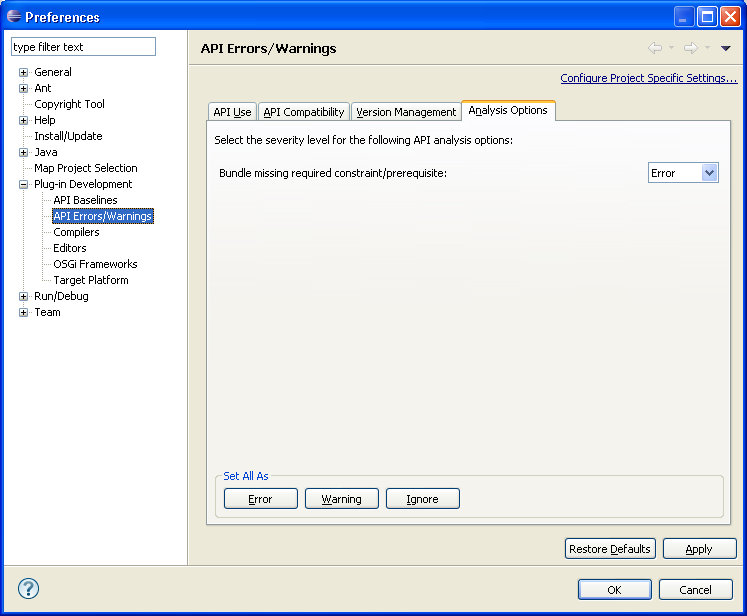 Preferences
type filter text
General
Ant
Copyright Tool
Help
Install/Update
Java
Map Project Selection
Plug-in Development
API Baselines
API Errors/Warnings
Compilers
Editors
OSGi Frameworks
Target Platform
Run/Debug
Team
API Errors/Warnings
Configure Project Specific Settings...
API Use API Compatibility Version Management Analysis Options
Select the severity level for the following API analysis options:
Bundle missing required constraint/prerequisite: Error
Set All As
Error Warning Ignore
Restore Defaults Apply
? OK Cancel